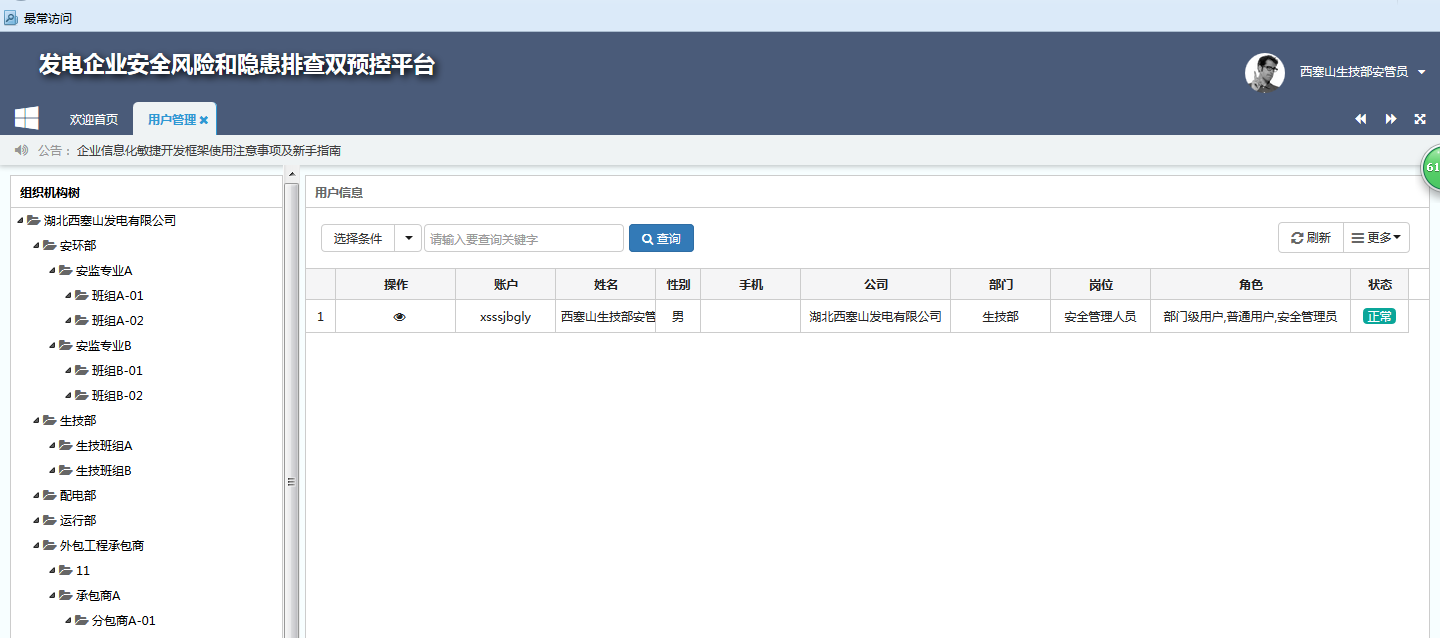 最常访问
发电企业安全风险和隐患排查双预控平台
西塞山生技部安管员
欢迎首页 用户管理
公告： 企业信息化敏捷开发框架使用注意事项及新手指南
61
组织机构树
湖北西塞山发电有限公司
安环部
安监专业A
班组A-01
班组A-02
安监专业B
班组B-01
班组B-02
生技部
生技班组A
生技班组B
配电部
运行部
外包工程承包商
11
承包商A
分包商A-01
用户信息
选择条件 请输入要查询关键字 查询 刷新 更多
操作 账户 姓名 性别 手机 公司 部门 岗位 角色 状态
1 xsssjbgly 西塞山生技部安管 男 湖北西塞山发电有限公司 生技部 安全管理人员 部门级用户,普通用户,安全管理员 正常